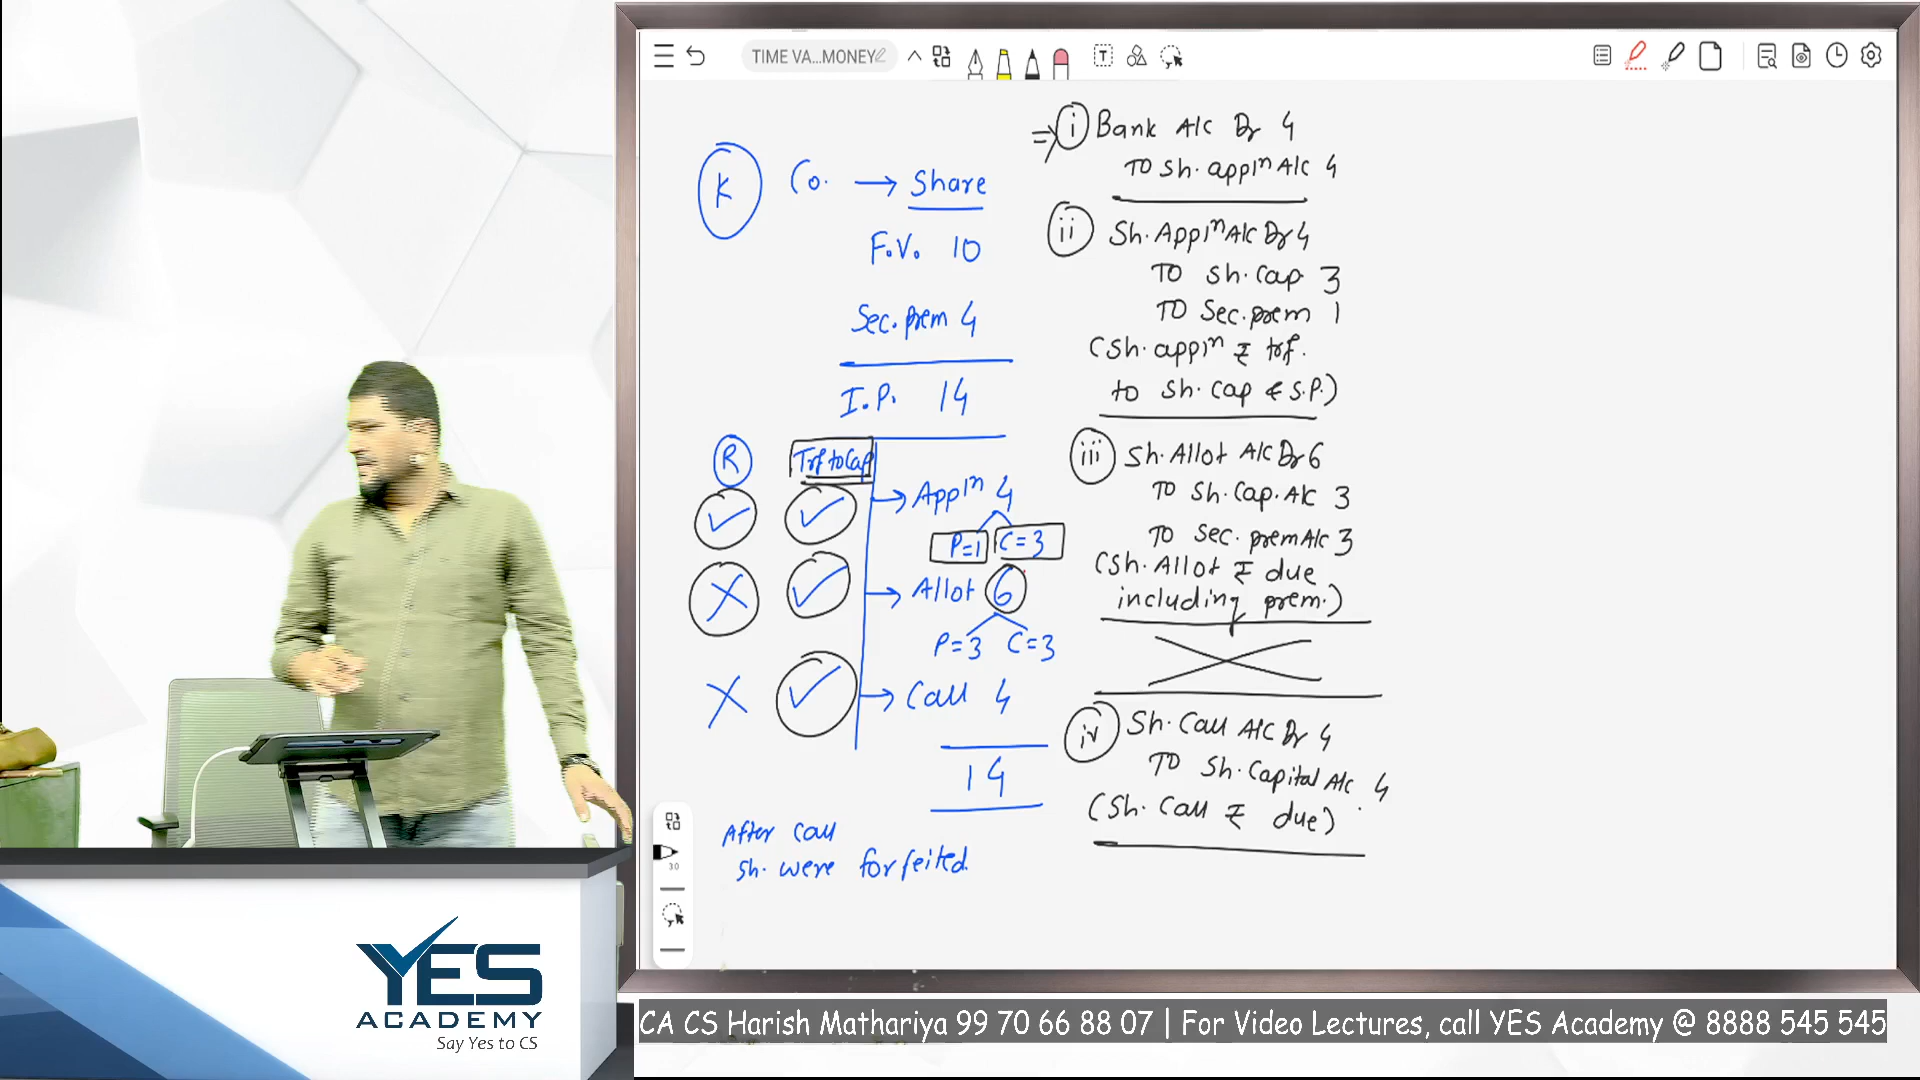 TIME VA...MONEY
T
K Co. → Share
F.V. 10
Sec. prem 4
I.P. 14
R Trf to Cap
→ Appln 4
P=1 C=3
→ Allot 6
P=3 C=3
→ Call 4
14
After Call
Sh. were forfeited.
⇒ i Bank A/c Dr 4
To Sh. appln A/c 4
ii Sh. Appln A/c Dr 4
To Sh. Cap 3
To Sec. prem 1
(Sh. appln ₹ trf.
to Sh. Cap & S.P.)
iii Sh. Allot A/c Dr 6
To Sh. Cap. A/c 3
To Sec. prem A/c 3
(Sh. Allot ₹ due
including prem.)
iv Sh. Call A/c Dr 4
To Sh. Capital A/c 4
(Sh. Call ₹ due)
30
YES
ACADEMY
Say Yes to CS
CA CS Harish Mathariya 99 70 66 88 07 | For Video Lectures, call YES Academy @ 8888 545 545